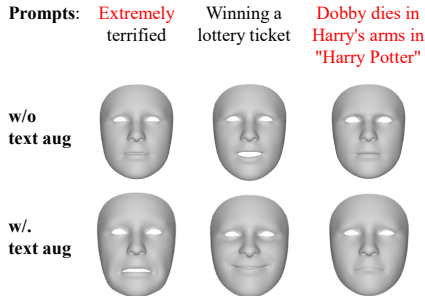 Prompts: Extremely terrified Winning a lottery ticket Dobby dies in Harry's arms in "Harry Potter"
w/o text aug
w/. text aug